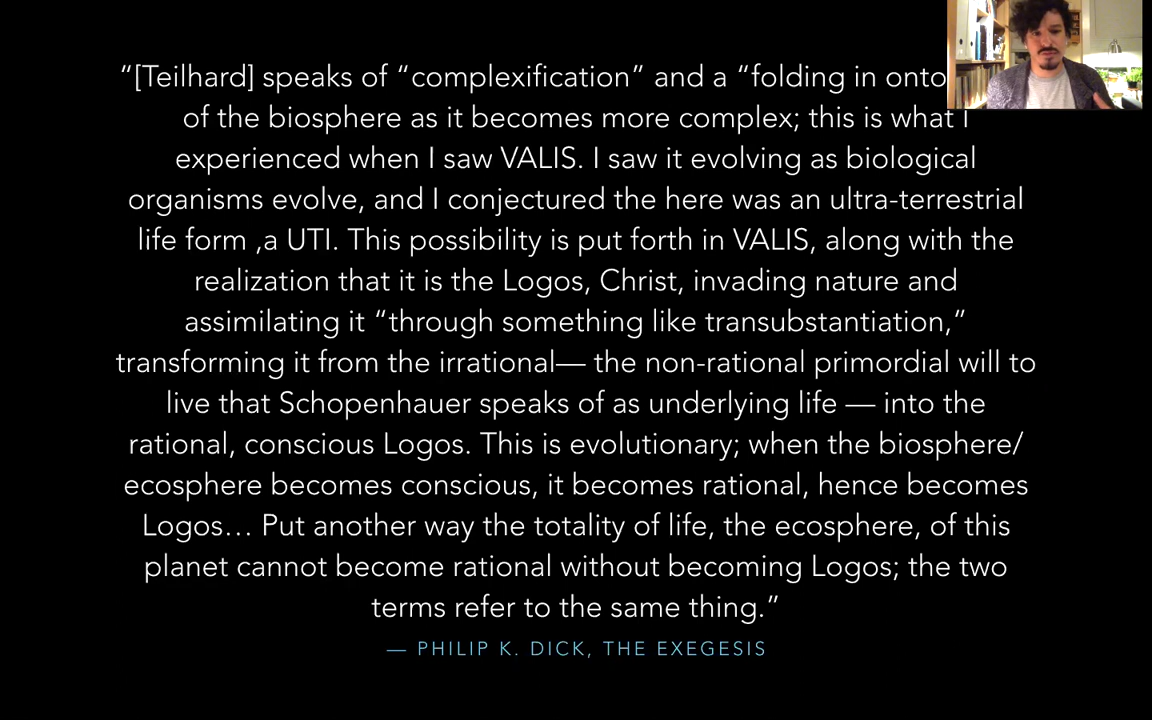 “[Teilhard] speaks of “complexification” and a “folding in onto
of the biosphere as it becomes more complex; this is what I
experienced when I saw VALIS. I saw it evolving as biological
organisms evolve, and I conjectured the here was an ultra-terrestrial
life form ,a UTI. This possibility is put forth in VALIS, along with the
realization that it is the Logos, Christ, invading nature and
assimilating it “through something like transubstantiation,”
transforming it from the irrational— the non-rational primordial will to
live that Schopenhauer speaks of as underlying life — into the
rational, conscious Logos. This is evolutionary; when the biosphere/
ecosphere becomes conscious, it becomes rational, hence becomes
Logos… Put another way the totality of life, the ecosphere, of this
planet cannot become rational without becoming Logos; the two
terms refer to the same thing.”
— PHILIP K. DICK, THE EXEGESIS